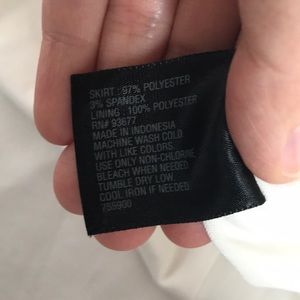 SKIRT : 97% POLYESTER
3% SPANDEX
LINING : 100% POLYESTER
RN# 93677
MADE IN INDONESIA
MACHINE WASH COLD
WITH LIKE COLORS.
USE ONLY NON-CHLORINE
BLEACH WHEN NEEDED.
TUMBLE DRY LOW.
COOL IRON IF NEEDED.